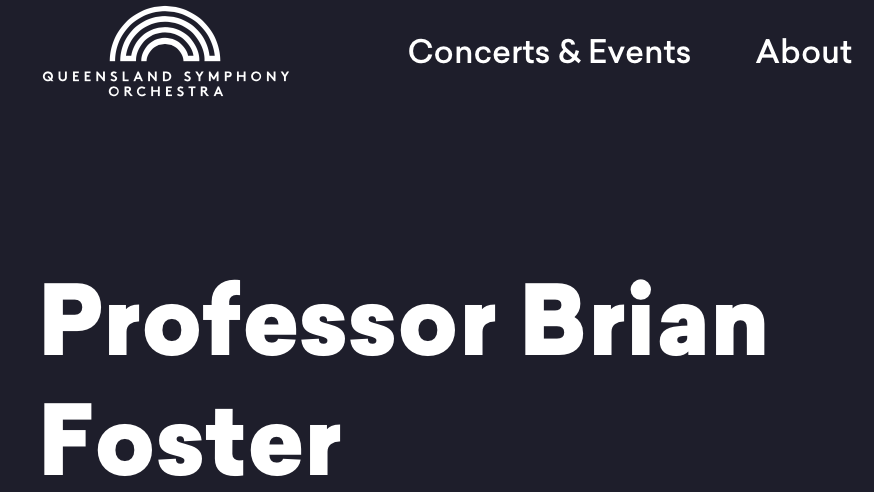 QUEENSLAND SYMPHONY
ORCHESTRA
Concerts & Events
About
Professor Brian
Foster